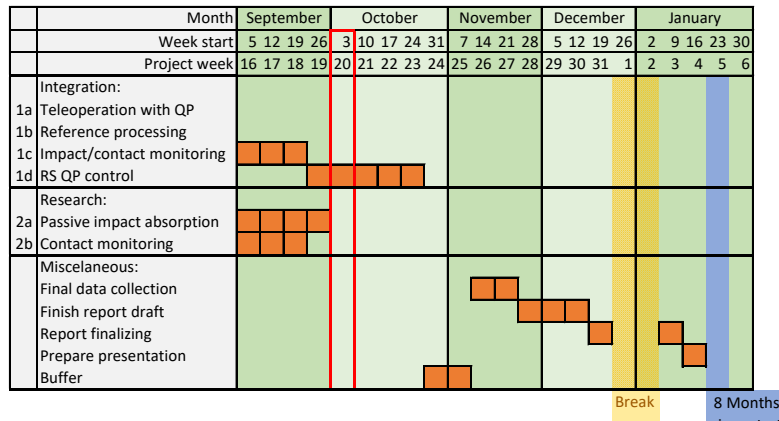 Month September October November December January
Week start 5 12 19 26 3 10 17 24 31 7 14 21 28 5 12 19 26 2 9 16 23 30
Project week 16 17 18 19 20 21 22 23 24 25 26 27 28 29 30 31 1 2 3 4 5 6
Integration:
1a Teleoperation with QP
1b Reference processing
1c Impact/contact monitoring
1d RS QP control
Research:
2a Passive impact absorption
2b Contact monitoring
Miscelaneous:
Final data collection
Finish report draft
Report finalizing
Prepare presentation
Buffer
Break 8 Months